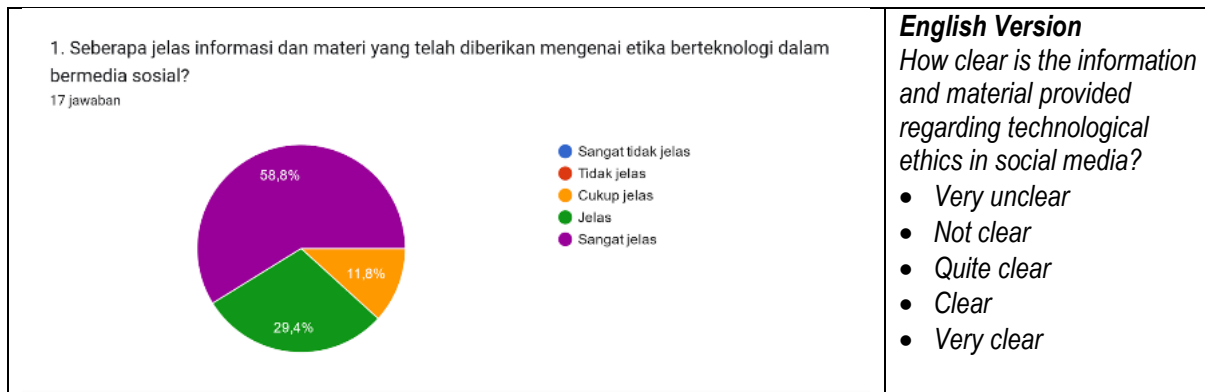 1. Seberapa jelas informasi dan materi yang telah diberikan mengenai etika berteknologi dalam
bermedia sosial?
17 jawaban
58,8%
11,8%
29,4%
Sangat tidak jelas
Tidak jelas
Cukup jelas
Jelas
Sangat jelas
English Version
How clear is the information
and material provided
regarding technological
ethics in social media?
• Very unclear
• Not clear
• Quite clear
• Clear
• Very clear